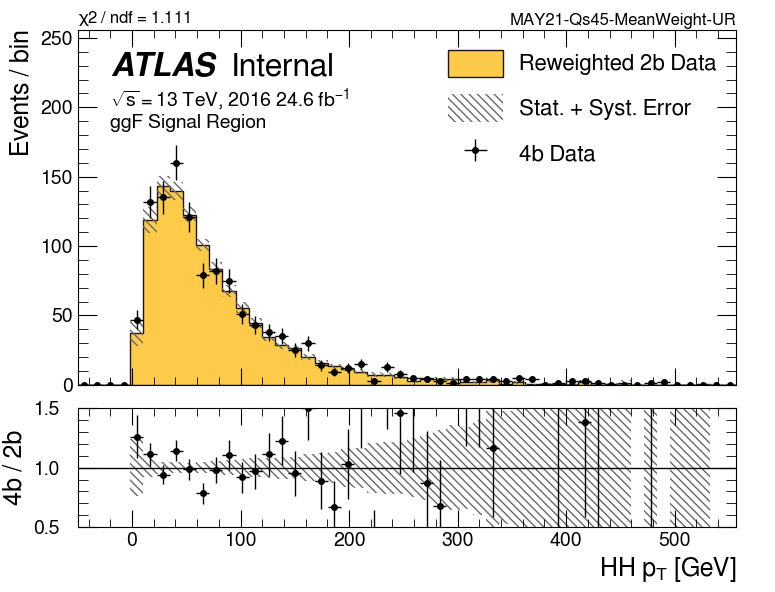 χ2 / ndf = 1.111
MAY21-Qs45-MeanWeight-UR
Events / bin
250
200
150
100
50
0
ATLAS Internal
√s = 13 TeV, 2016 24.6 fb−1
ggF Signal Region
Reweighted 2b Data
Stat. + Syst. Error
4b Data
4b / 2b
1.5
1.0
0.5
0 100 200 300 400 500
HH pT [GeV]